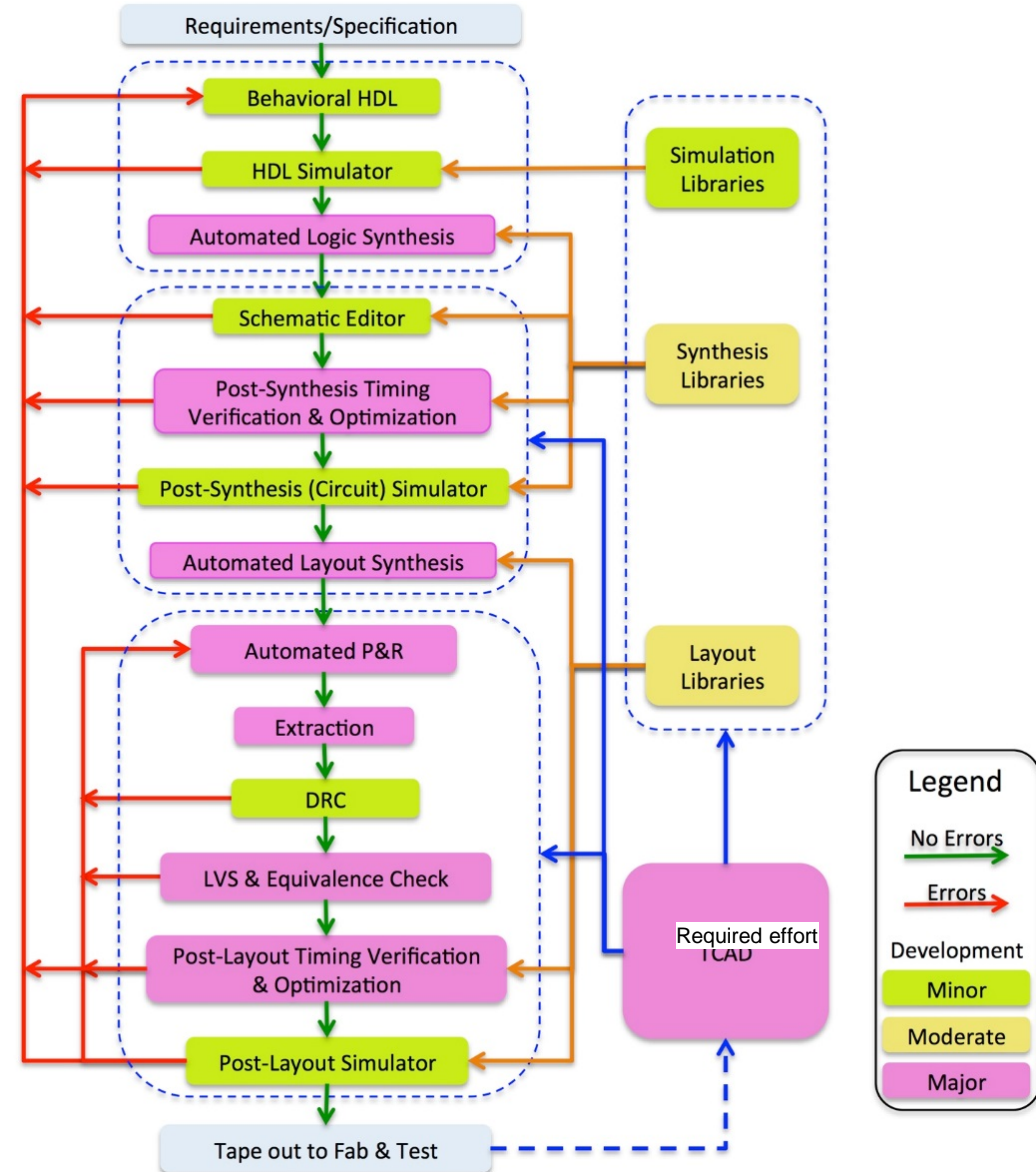 Requirements/Specification
Behavioral HDL
HDL Simulator
Automated Logic Synthesis
Schematic Editor
Post-Synthesis Timing
Verification & Optimization
Post-Synthesis (Circuit) Simulator
Automated Layout Synthesis
Automated P&R
Extraction
DRC
LVS & Equivalence Check
Post-Layout Timing Verification
& Optimization
Post-Layout Simulator
Tape out to Fab & Test
Simulation
Libraries
Synthesis
Libraries
Layout
Libraries
Required effort
TCAD
Legend
No Errors
Errors
Development
Minor
Moderate
Major